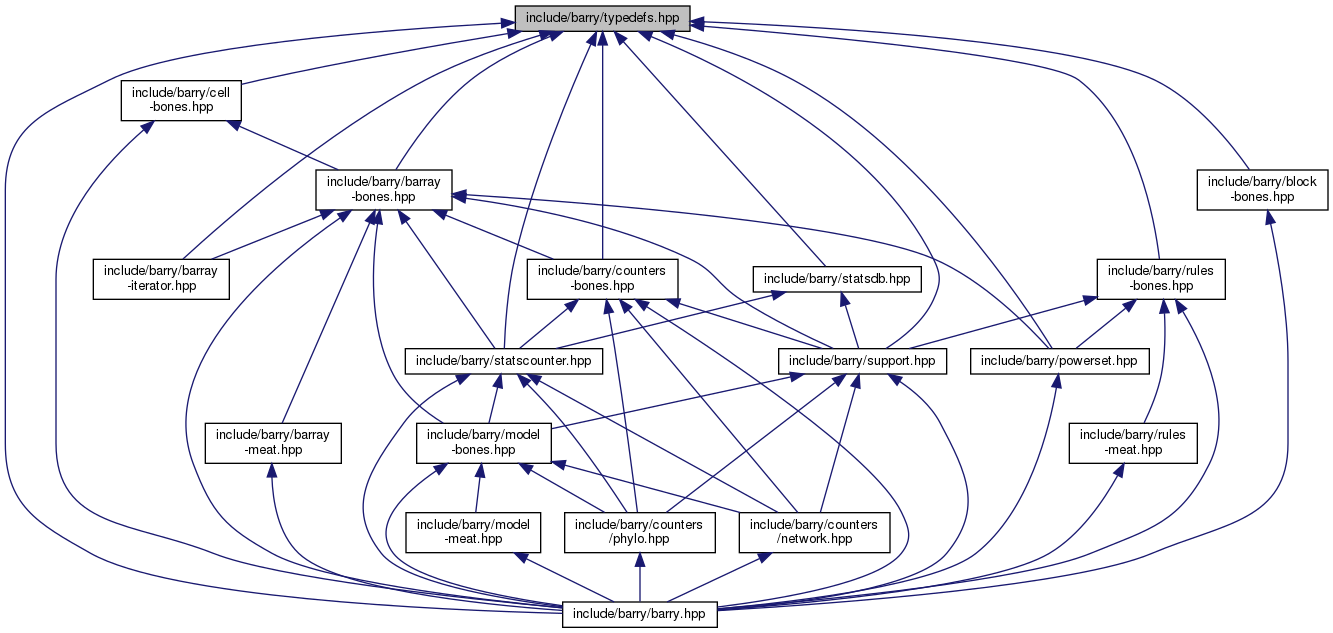 include/barry/typedefs.hpp
include/barry/cell
-bones.hpp
include/barry/barray
-bones.hpp
include/barry/block
-bones.hpp
include/barry/barray
-iterator.hpp
include/barry/counters
-bones.hpp
include/barry/statsdb.hpp
include/barry/rules
-bones.hpp
include/barry/statscounter.hpp
include/barry/support.hpp
include/barry/powerset.hpp
include/barry/barray
-meat.hpp
include/barry/model
-bones.hpp
include/barry/rules
-meat.hpp
include/barry/model
-meat.hpp
include/barry/counters
/phylo.hpp
include/barry/counters
/network.hpp
include/barry/barry.hpp